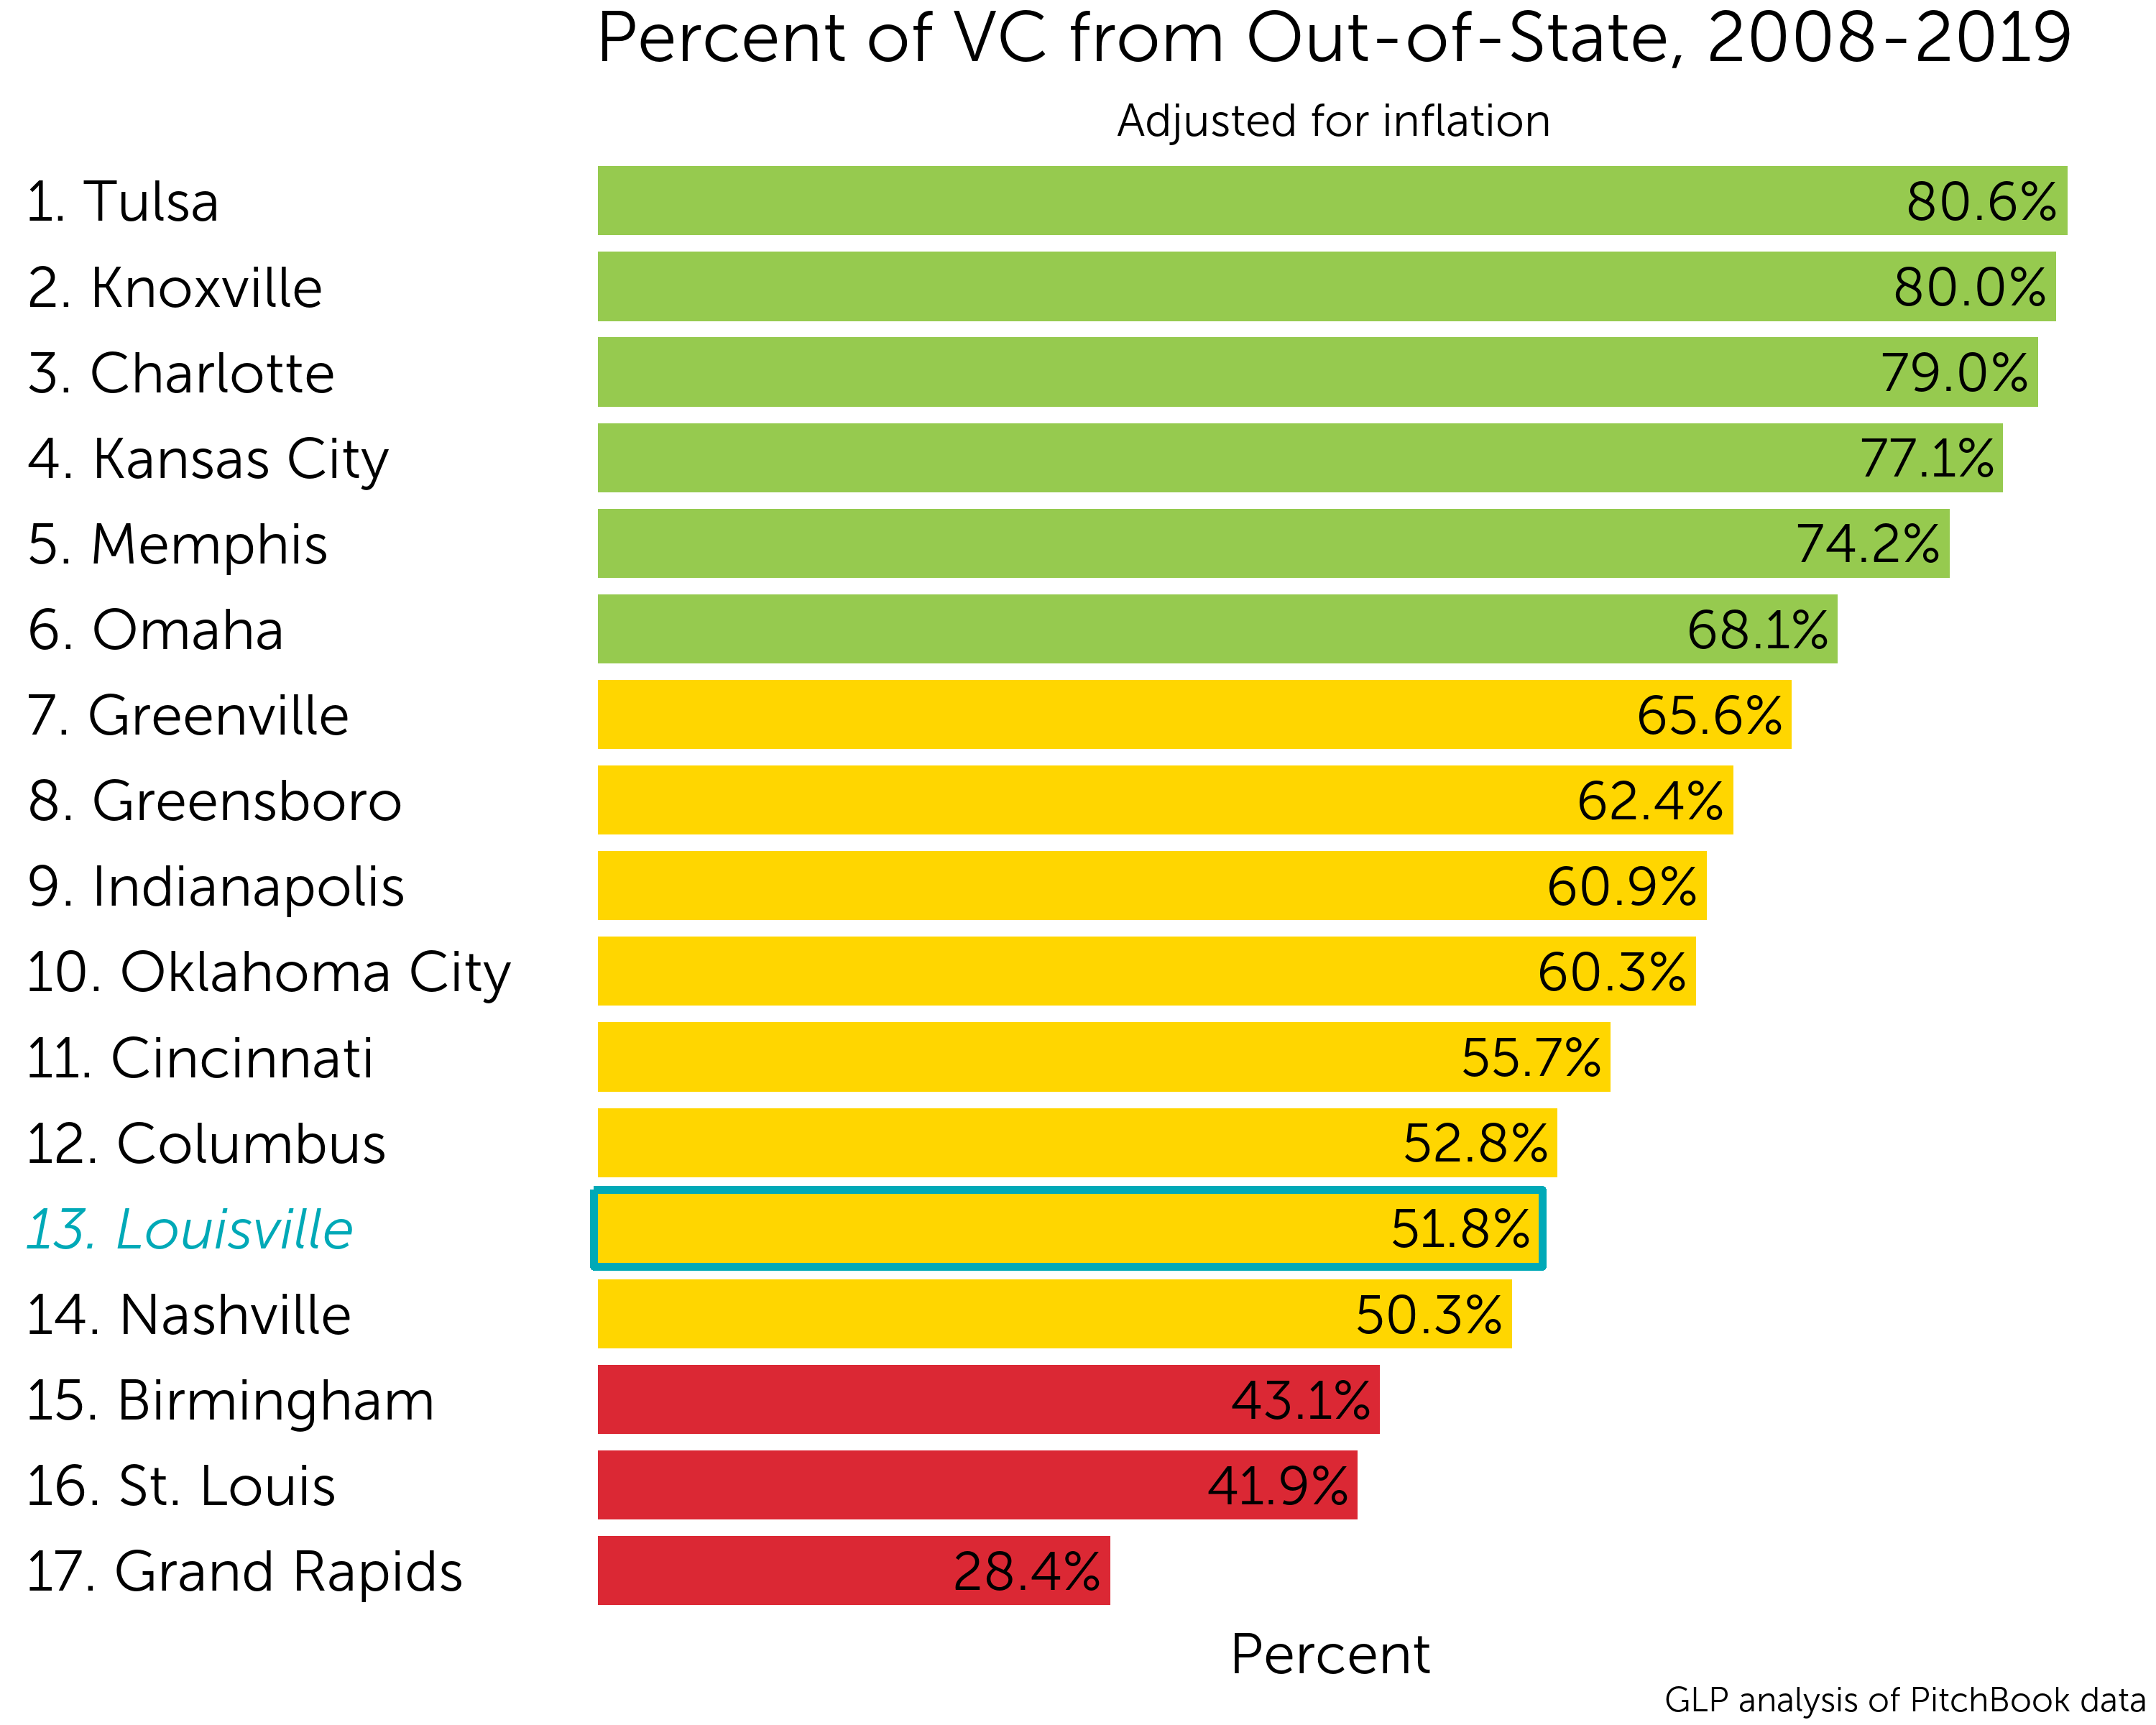 Percent of VC from Out-of-State, 2008-2019
Adjusted for inflation
1. Tulsa 80.6%
2. Knoxville 80.0%
3. Charlotte 79.0%
4. Kansas City 77.1%
5. Memphis 74.2%
6. Omaha 68.1%
7. Greenville 65.6%
8. Greensboro 62.4%
9. Indianapolis 60.9%
10. Oklahoma City 60.3%
11. Cincinnati 55.7%
12. Columbus 52.8%
13. Louisville 51.8%
14. Nashville 50.3%
15. Birmingham 43.1%
16. St. Louis 41.9%
17. Grand Rapids 28.4%
Percent
GLP analysis of PitchBook data